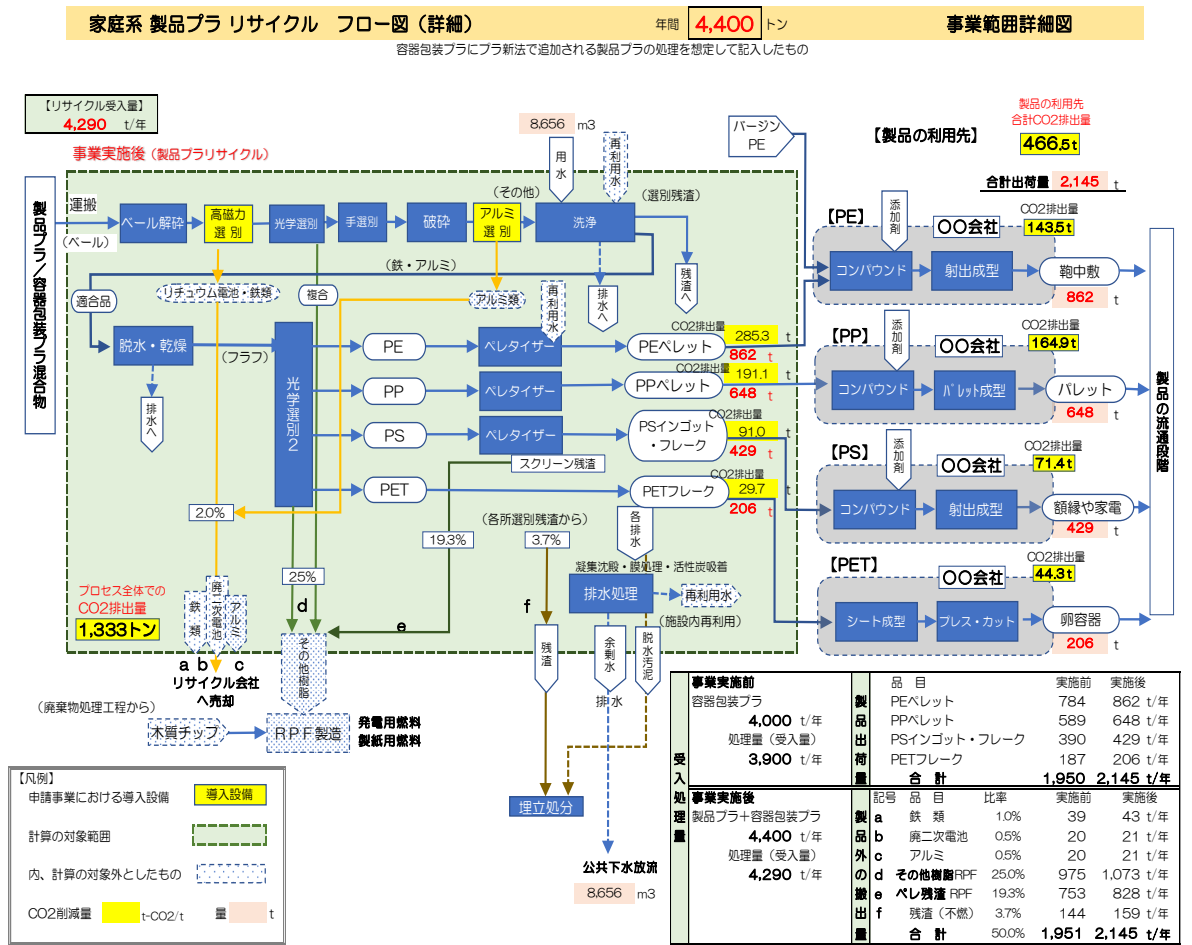 家庭系 製品プラ リサイクル　フロー図（詳細）
年間 4,400 トン
事業範囲詳細図
容器包装プラにプラ新法で追加される製品プラの処理を想定して記入したもの
【リサイクル受入量】
4,290 t/年
事業実施後（製品プラリサイクル）
8.656 m3
用水
再利用水
バージン
PE
【製品の利用先】
製品の利用先
合計CO2排出量
466.5t
合計出荷量 2,145 t
製品プラ／容器包装プラ混合物
運搬
（ベール）
ベール解砕
高磁力
選別
光学選別
手選別
破砕
（その他）
アルミ
選別
洗浄
（選別残渣）
残渣へ
（鉄・アルミ）
適合品
リチュウム電池・鉄類
複合
アルミ類
再利用水
排水へ
脱水・乾燥
（フラフ）
排水へ
光学選別2
PE
ペレタイザー
PEペレット
CO2排出量
285.3 t
862 t
PP
ペレタイザー
PPペレット
CO2排出量
191.1 t
648 t
PS
ペレタイザー
PSインゴット
・フレーク
CO2排出量
91.0 t
429 t
スクリーン残渣
PET
PETフレーク
CO2排出量
29.7 t
206 t
【PE】
添加剤
〇〇会社
CO2排出量
143.5t
コンパウンド
射出成型
鞄中敷
862 t
【PP】
添加剤
〇〇会社
CO2排出量
164.9t
コンパウンド
パレット成型
パレット
648 t
【PS】
添加剤
〇〇会社
CO2排出量
71.4t
コンパウンド
射出成型
額縁や家電
429 t
【PET】
〇〇会社
CO2排出量
44.3t
シート成型
プレス・カット
卵容器
206 t
製品の流通段階
2.0%
25%
19.3%
（各所選別残渣から）
3.7%
各排水
凝集沈殿・膜処理・活性炭吸着
排水処理
再利用水
（施設内再利用）
プロセス全体での
CO2排出量
1,333トン
鉄類
廃二次電池
アルミ
a b c
d
e
f
リサイクル会社
へ売却
その他樹脂
残渣
余剰水
脱水汚泥
排水
（廃棄物処理工程から）
木質チップ
RPF製造
発電用燃料
製紙用燃料
埋立処分
公共下水放流
8.656 m3
【凡例】
申請事業における導入設備 導入設備
計算の対象範囲
内、計算の対象外としたもの
CO2削減量 t-CO2/t 量 t
受入処理量
事業実施前
容器包装プラ
4,000 t/年
処理量（受入量）
3,900 t/年
事業実施後
製品プラ＋容器包装プラ
4,400 t/年
処理量（受入量）
4,290 t/年
製品出荷量
品　目 実施前 実施後
PEペレット 784 862 t/年
PPペレット 589 648 t/年
PSインゴット・フレーク 390 429 t/年
PETフレーク 187 206 t/年
合　計 1,950 2,145 t/年
製品外の搬出量
記号 品　目 比率 実施前 実施後
a 鉄　類 1.0% 39 43 t/年
b 廃二次電池 0.5% 20 21 t/年
c アルミ 0.5% 20 21 t/年
d その他樹脂RPF 25.0% 975 1,073 t/年
e ペレ残渣 RPF 19.3% 753 828 t/年
f 残渣（不燃） 3.7% 144 159 t/年
合　計 50.0% 1,951 2,145 t/年